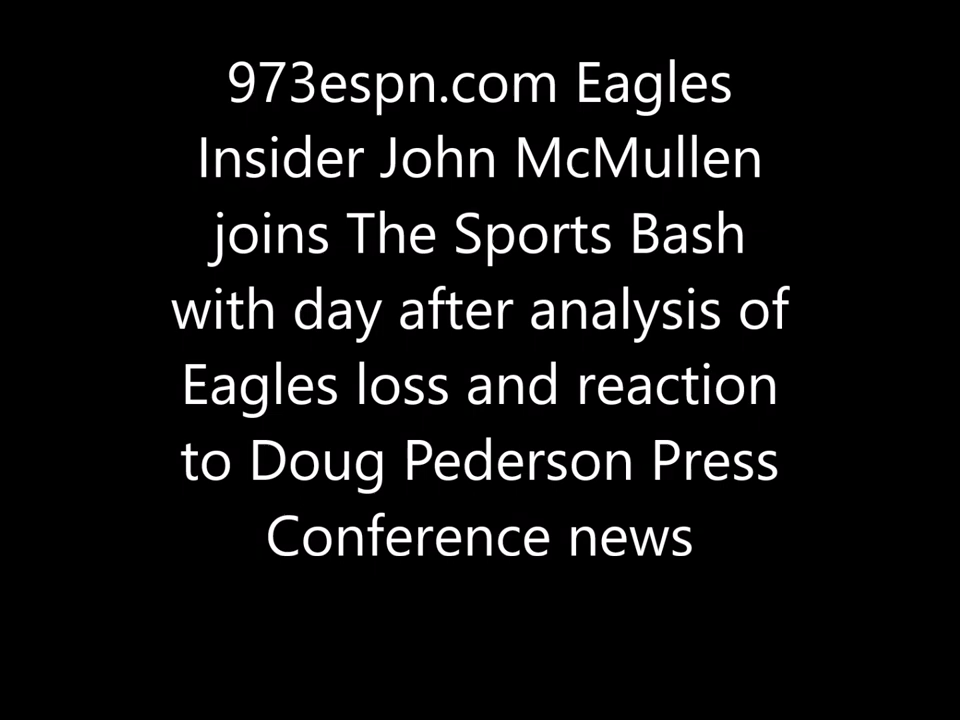 973espn.com Eagles
Insider John McMullen
joins The Sports Bash
with day after analysis of
Eagles loss and reaction
to Doug Pederson Press
Conference news